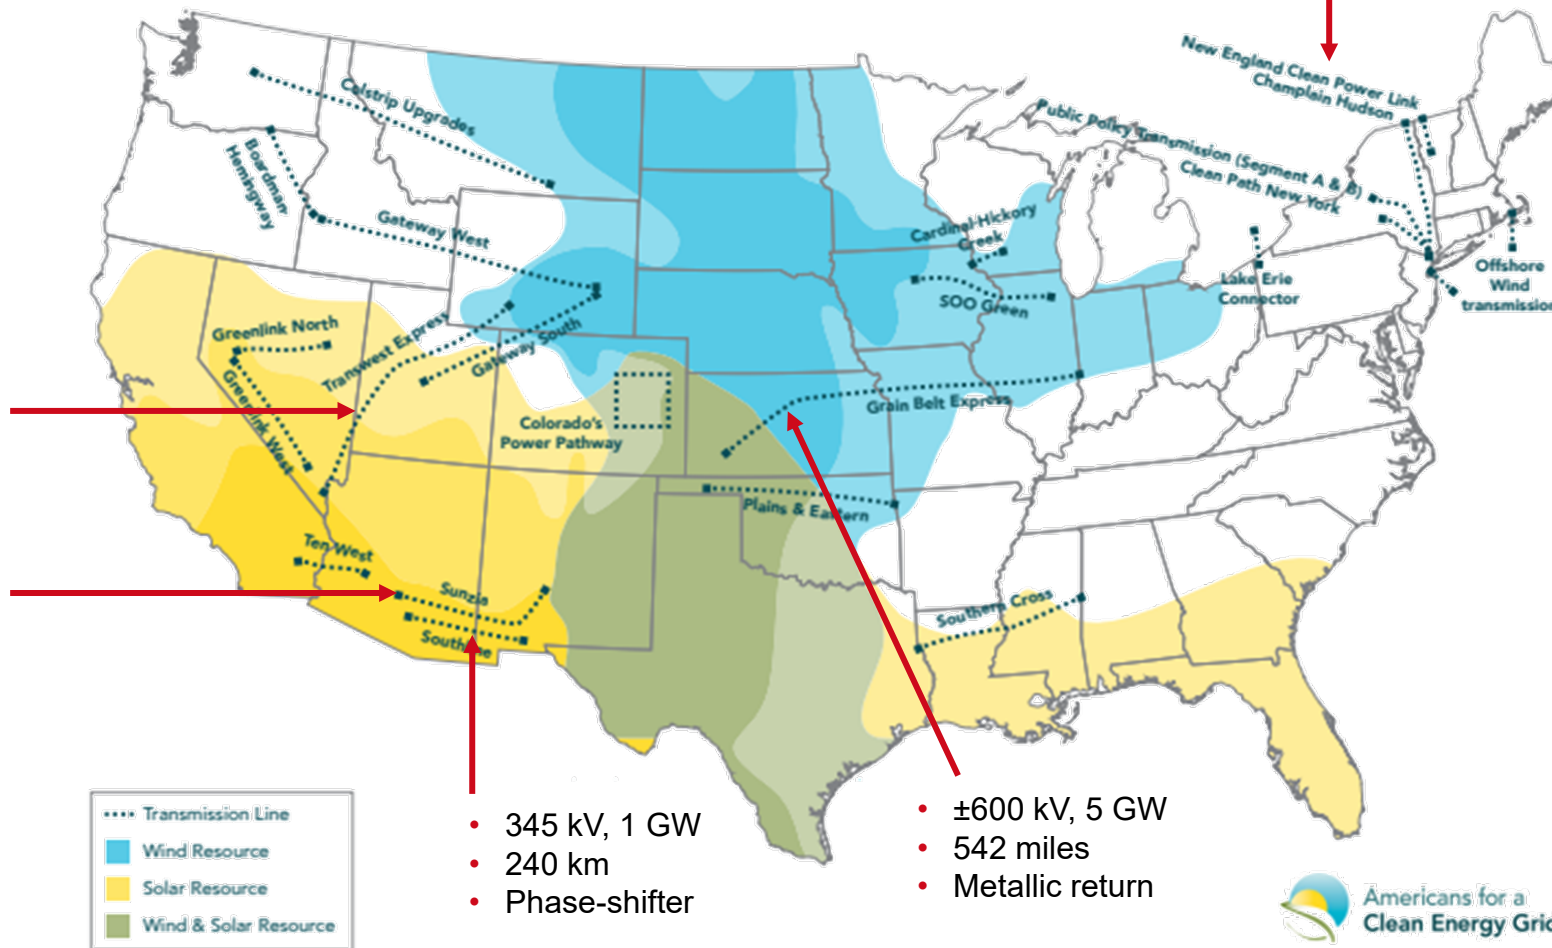 New England Clean Power Link
Champlain Hudson
Public Policy Transmission (Segment A & B)
Clean Path New York
Colstrip Upgrades
Boardman
Hemingway
Gateway West
Cardinal Hickory
Creek
SOO Green
Lake Erie
Connector
Offshore
Wind
transmission
Greenlink North
Transwest Express
Gateway South
Greenlink West
Colorado's
Power Pathway
Grain Belt Express
Plains & Eastern
Ten West
Sunzia
Southline
Southern Cross
Transmission Line
Wind Resource
Solar Resource
Wind & Solar Resource
• 345 kV, 1 GW
• 240 km
• Phase-shifter
• ±600 kV, 5 GW
• 542 miles
• Metallic return
Americans for a
Clean Energy Grid